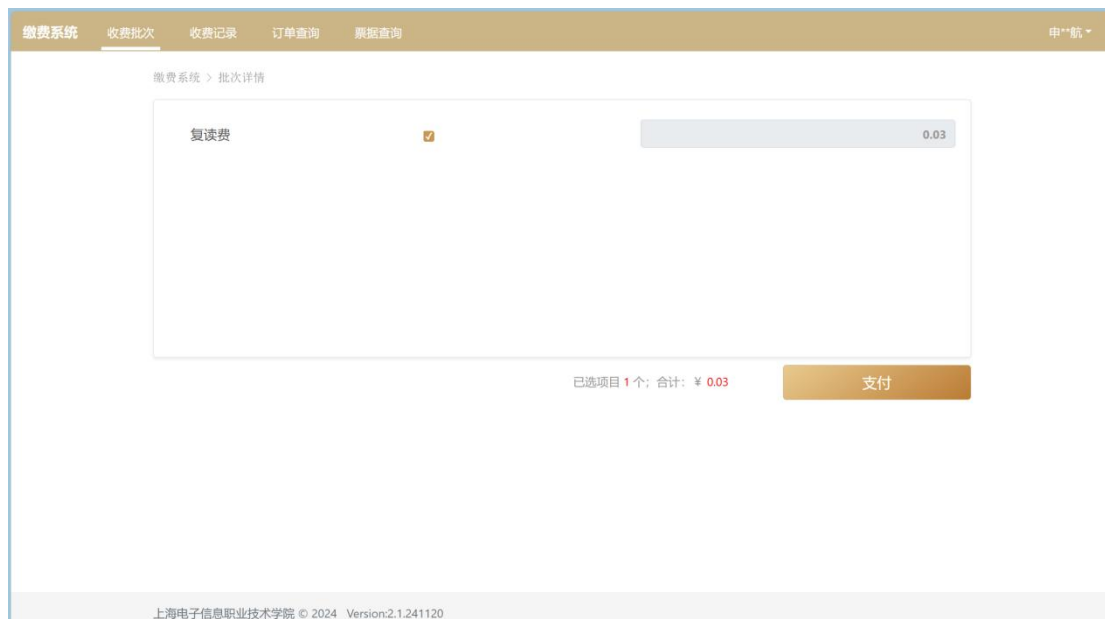 缴费系统 收费批次 收费记录 订单查询 票据查询 申**航
缴费系统 > 批次详情
复读费 0.03
已选项目 1 个; 合计: ¥ 0.03 支付
上海电子信息职业技术学院 © 2024 Version:2.1.241120